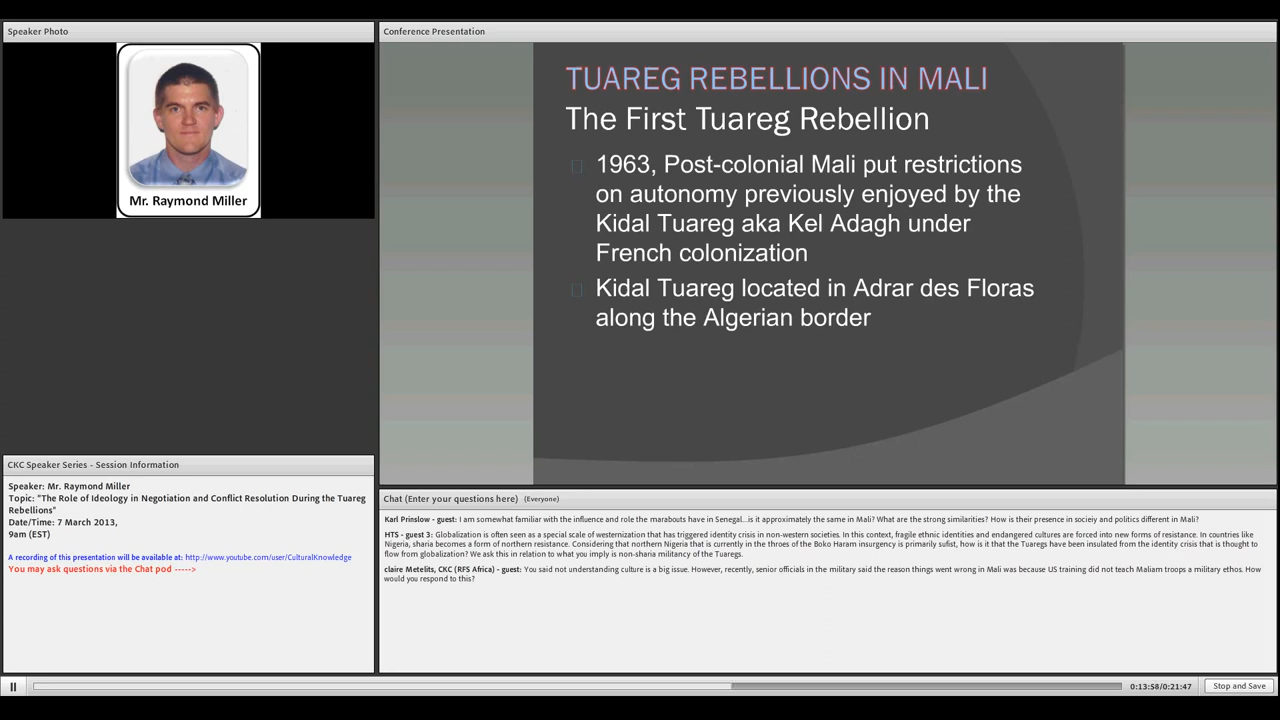 Speaker Photo
Mr. Raymond Miller
Conference Presentation
TUAREG REBELLIONS IN MALI
The First Tuareg Rebellion
1963, Post-colonial Mali put restrictions
on autonomy previously enjoyed by the
Kidal Tuareg aka Kel Adagh under
French colonization
Kidal Tuareg located in Adrar des Floras
along the Algerian border
CKC Speaker Series - Session Information
Speaker: Mr. Raymond Miller
Topic: "The Role of Ideology in Negotiation and Conflict Resolution During the Tuareg
Rebellions"
Date/Time: 7 March 2013,
9am (EST)
A recording of this presentation will be available at: http://www.youtube.com/user/CulturalKnowledge
You may ask questions via the Chat pod ----->
Chat (Enter your questions here) (Everyone)
Karl Prinslow - guest: I am somewhat familiar with the influence and role the marabouts have in Senegal...is it approximately the same in Mali? What are the strong similarities? How is their presence in socieiy and politics different in Mali?
HTS - guest 3: Globalization is often seen as a special scale of westernization that has triggered identity crisis in non-western societies. In this context, fragile ethnic identities and endangered cultures are forced into new forms of resistance. In countries like
Nigeria, sharia becomes a form of northern resistance. Considering that northern Nigeria that is currently in the throes of the Boko Haram insurgency is primarily sufist, how is it that the Tuaregs have been insulated from the identity crisis that is thought to
flow from globalization? We ask this in relation to what you imply is non-sharia militancy of the Tuaregs.
claire Metelits, CKC (RFS Africa) - guest: You said not understanding culture is a big issue. However, recently, senior officials in the military said the reason things went wrong in Mali was because US training did not teach Maliam troops a military ethos. How
would you respond to this?
0:13:58/0:21:47
Stop and Save